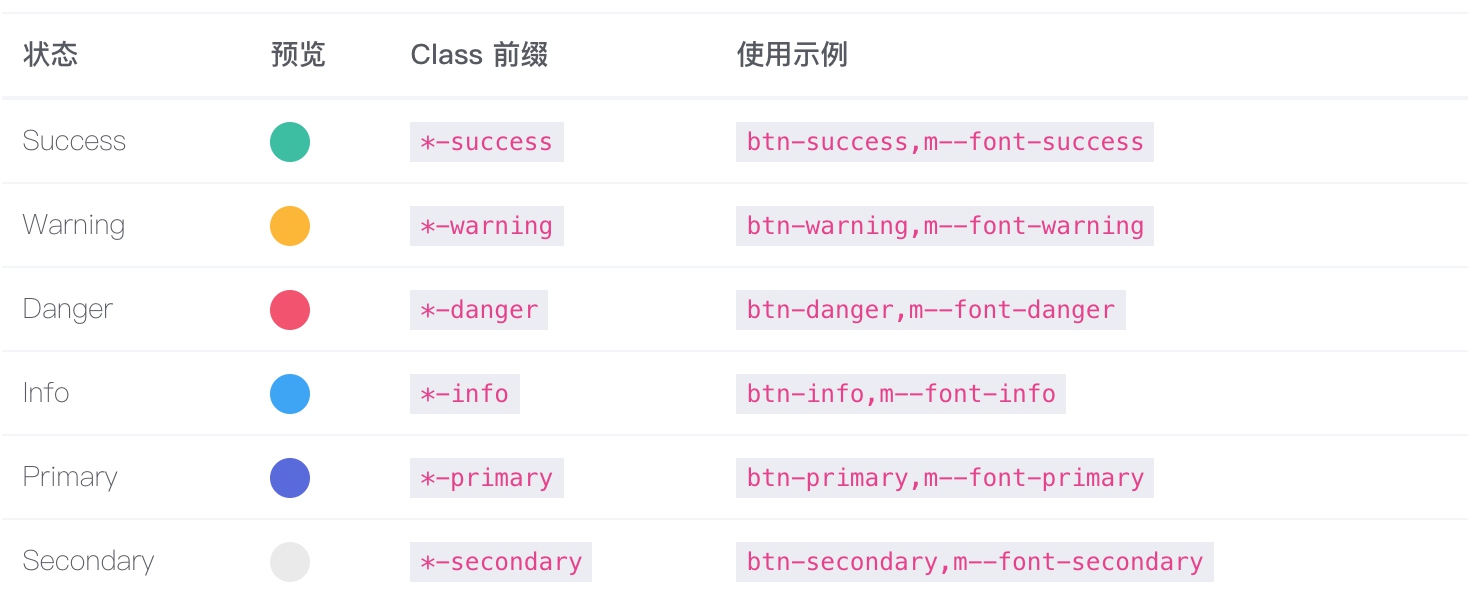 状态 预览 Class 前缀 使用示例
Success *-success btn-success,m--font-success
Warning *-warning btn-warning,m--font-warning
Danger *-danger btn-danger,m--font-danger
Info *-info btn-info,m--font-info
Primary *-primary btn-primary,m--font-primary
Secondary *-secondary btn-secondary,m--font-secondary